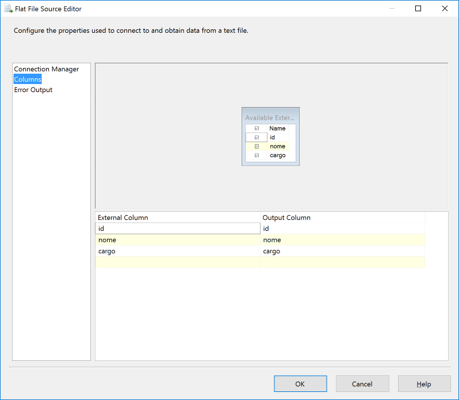 Flat File Source Editor
Configure the properties used to connect to and obtain data from a text file.
Connection Manager
Columns
Error Output
Available Exter...
Name
id
nome
cargo
External Column Output Column
id id
nome nome
cargo cargo
OK Cancel Help